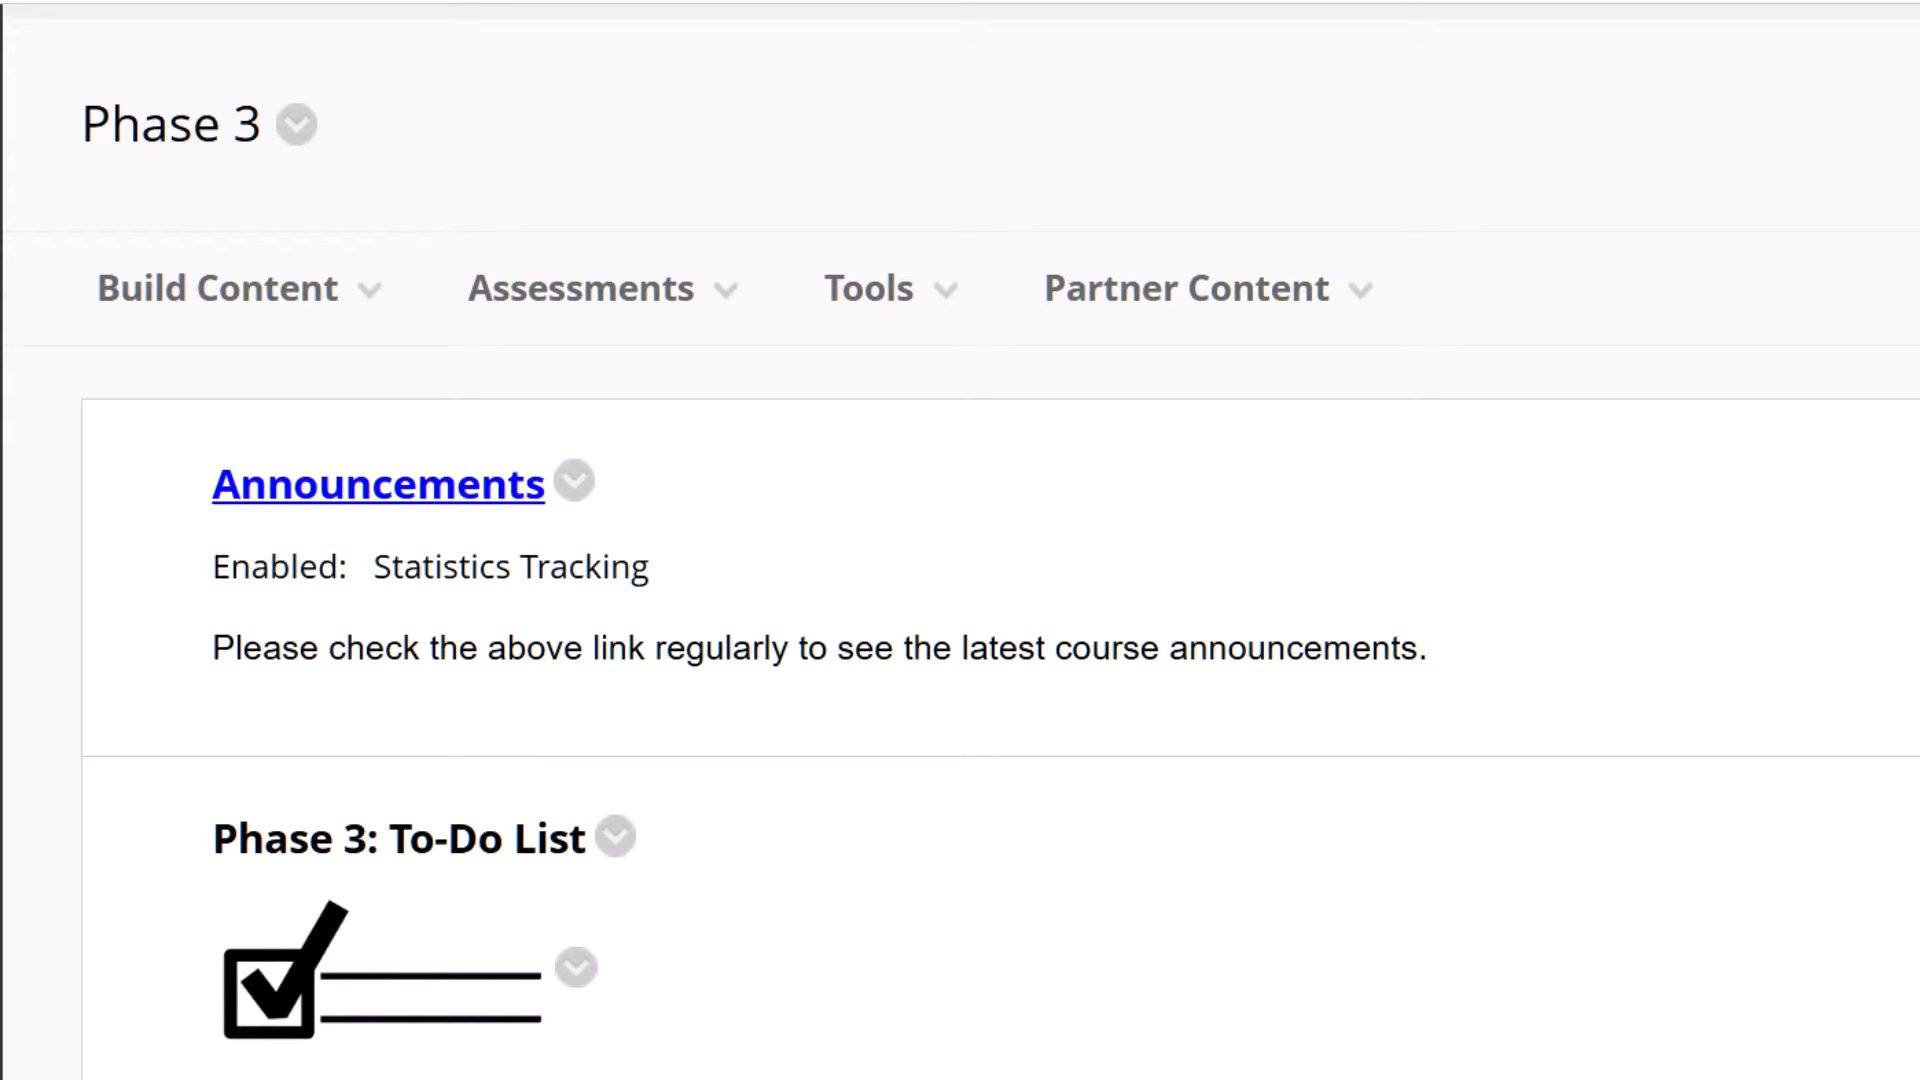 Phase 3
Build Content Assessments Tools Partner Content
Announcements
Enabled: Statistics Tracking
Please check the above link regularly to see the latest course announcements.
Phase 3: To-Do List